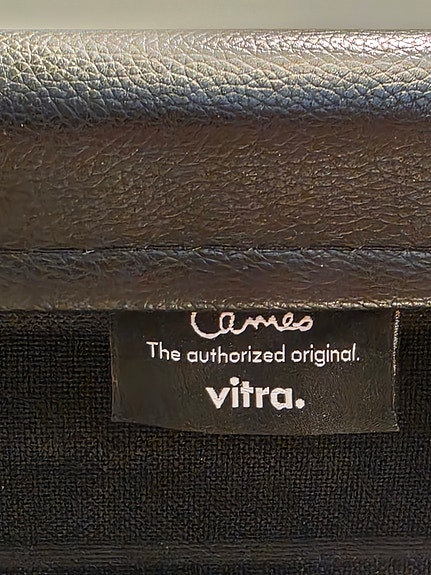 Eames
The authorized original.
vitra.